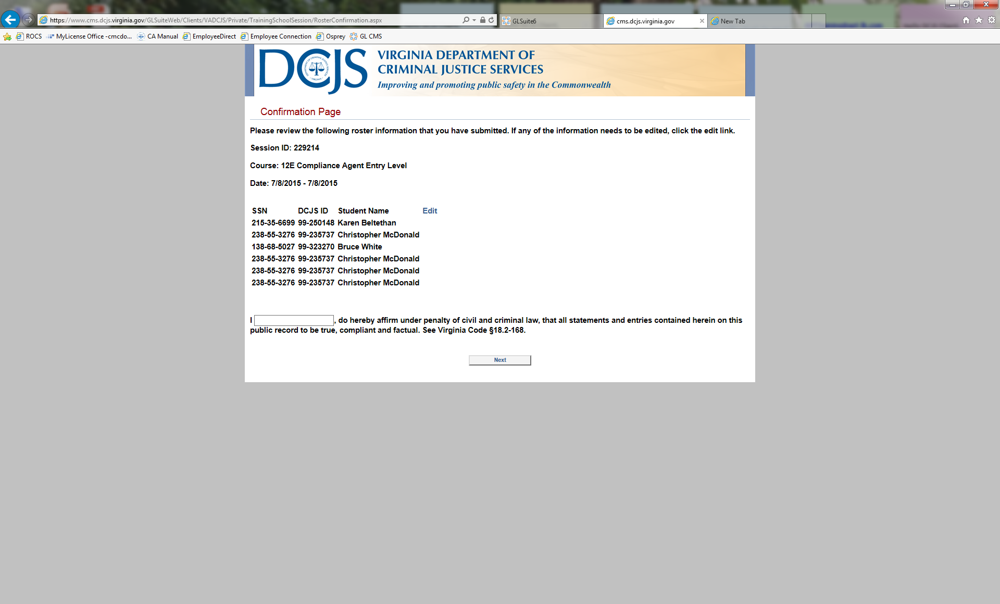 https://www.cms.dcjs.virginia.gov/GLSuiteWeb/Clients/VADCJS/Private/TrainingSchoolSession/RosterConfirmation.aspx
GLSuite6
cms.dcjs.virginia.gov
New Tab
ROCS
MyLicense Office -cmcdo...
CA Manual
EmployeeDirect
Employee Connection
Osprey
GL CMS
DCJS
VIRGINIA DEPARTMENT OF
CRIMINAL JUSTICE SERVICES
Improving and promoting public safety in the Commonwealth
Confirmation Page
Please review the following roster information that you have submitted. If any of the information needs to be edited, click the edit link.
Session ID: 229214
Course: 12E Compliance Agent Entry Level
Date: 7/8/2015 - 7/8/2015
SSN DCJS ID Student Name Edit
215-35-6699 99-250148 Karen Beltethan
238-55-3276 99-235737 Christopher McDonald
138-68-5027 99-323270 Bruce White
238-55-3276 99-235737 Christopher McDonald
238-55-3276 99-235737 Christopher McDonald
238-55-3276 99-235737 Christopher McDonald
I , do hereby affirm under penalty of civil and criminal law, that all statements and entries contained herein on this
public record to be true, compliant and factual. See Virginia Code §18.2-168.
Next